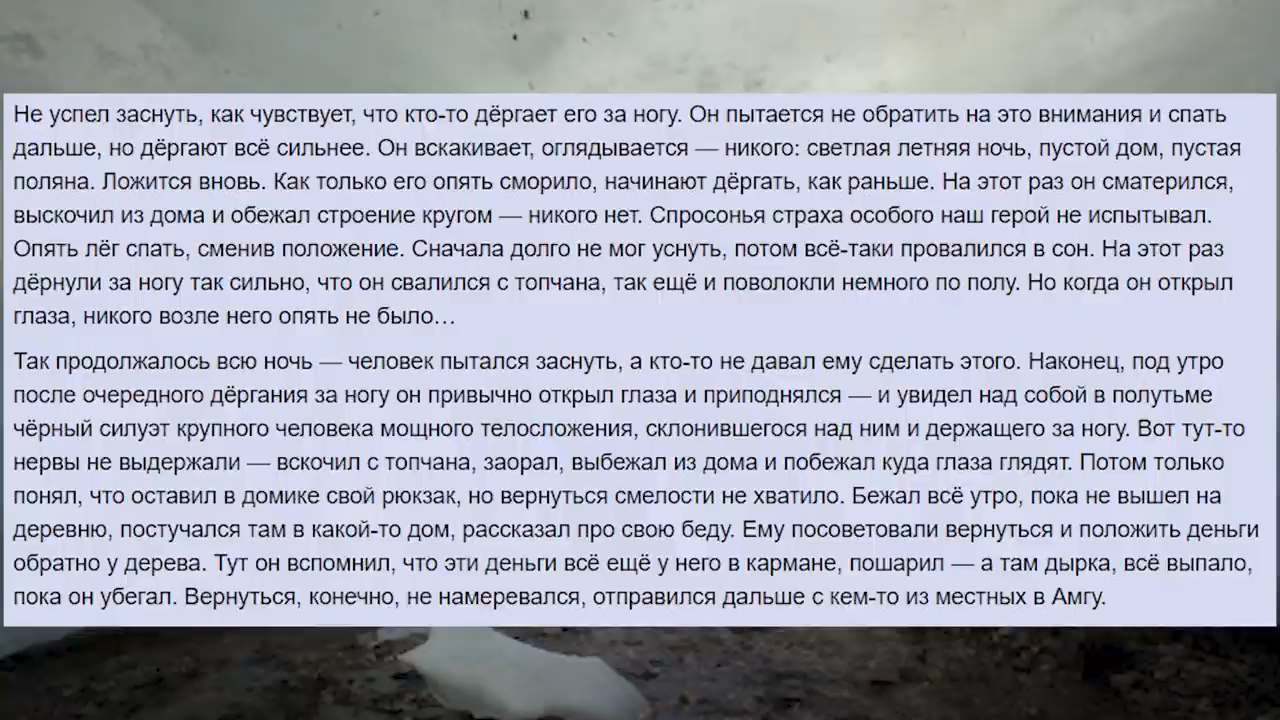 Не успел заснуть, как чувствует, что кто-то дёргает его за ногу. Он пытается не обратить на это внимания и спать
дальше, но дёргают всё сильнее. Он вскакивает, оглядывается — никого: светлая летняя ночь, пустой дом, пустая
поляна. Ложится вновь. Как только его опять сморило, начинают дёргать, как раньше. На этот раз он сматерился,
выскочил из дома и обежал строение кругом — никого нет. Спросонья страха особого наш герой не испытывал.
Опять лёг спать, сменив положение. Сначала долго не мог уснуть, потом всё-таки провалился в сон. На этот раз
дёрнули за ногу так сильно, что он свалился с топчана, так ещё и поволокли немного по полу. Но когда он открыл
глаза, никого возле него опять не было…
Так продолжалось всю ночь — человек пытался заснуть, а кто-то не давал ему сделать этого. Наконец, под утро
после очередного дёргания за ногу он привычно открыл глаза и приподнялся — и увидел над собой в полутьме
чёрный силуэт крупного человека мощного телосложения, склонившегося над ним и держащего за ногу. Вот тут-то
нервы не выдержали — вскочил с топчана, заорал, выбежал из дома и побежал куда глаза глядят. Потом только
понял, что оставил в домике свой рюкзак, но вернуться смелости не хватило. Бежал всё утро, пока не вышел на
деревню, постучался там в какой-то дом, рассказал про свою беду. Ему посоветовали вернуться и положить деньги
обратно у дерева. Тут он вспомнил, что эти деньги всё ещё у него в кармане, пошарил — а там дырка, всё выпало,
пока он убегал. Вернуться, конечно, не намеревался, отправился дальше с кем-то из местных в Амгу.